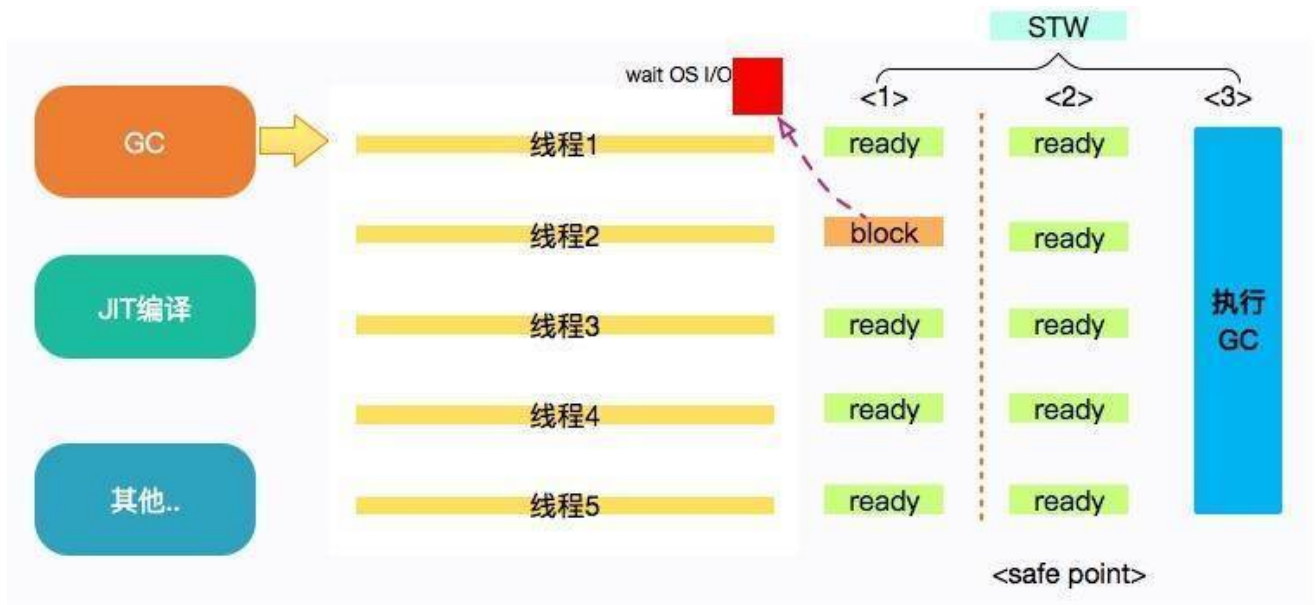 STW
wait OS I/O
<1>
<2>
<3>
GC
线程1
ready
ready
线程2
block
ready
JIT编译
线程3
ready
ready
执行
GC
线程4
ready
ready
其他..
线程5
ready
ready
<safe point>